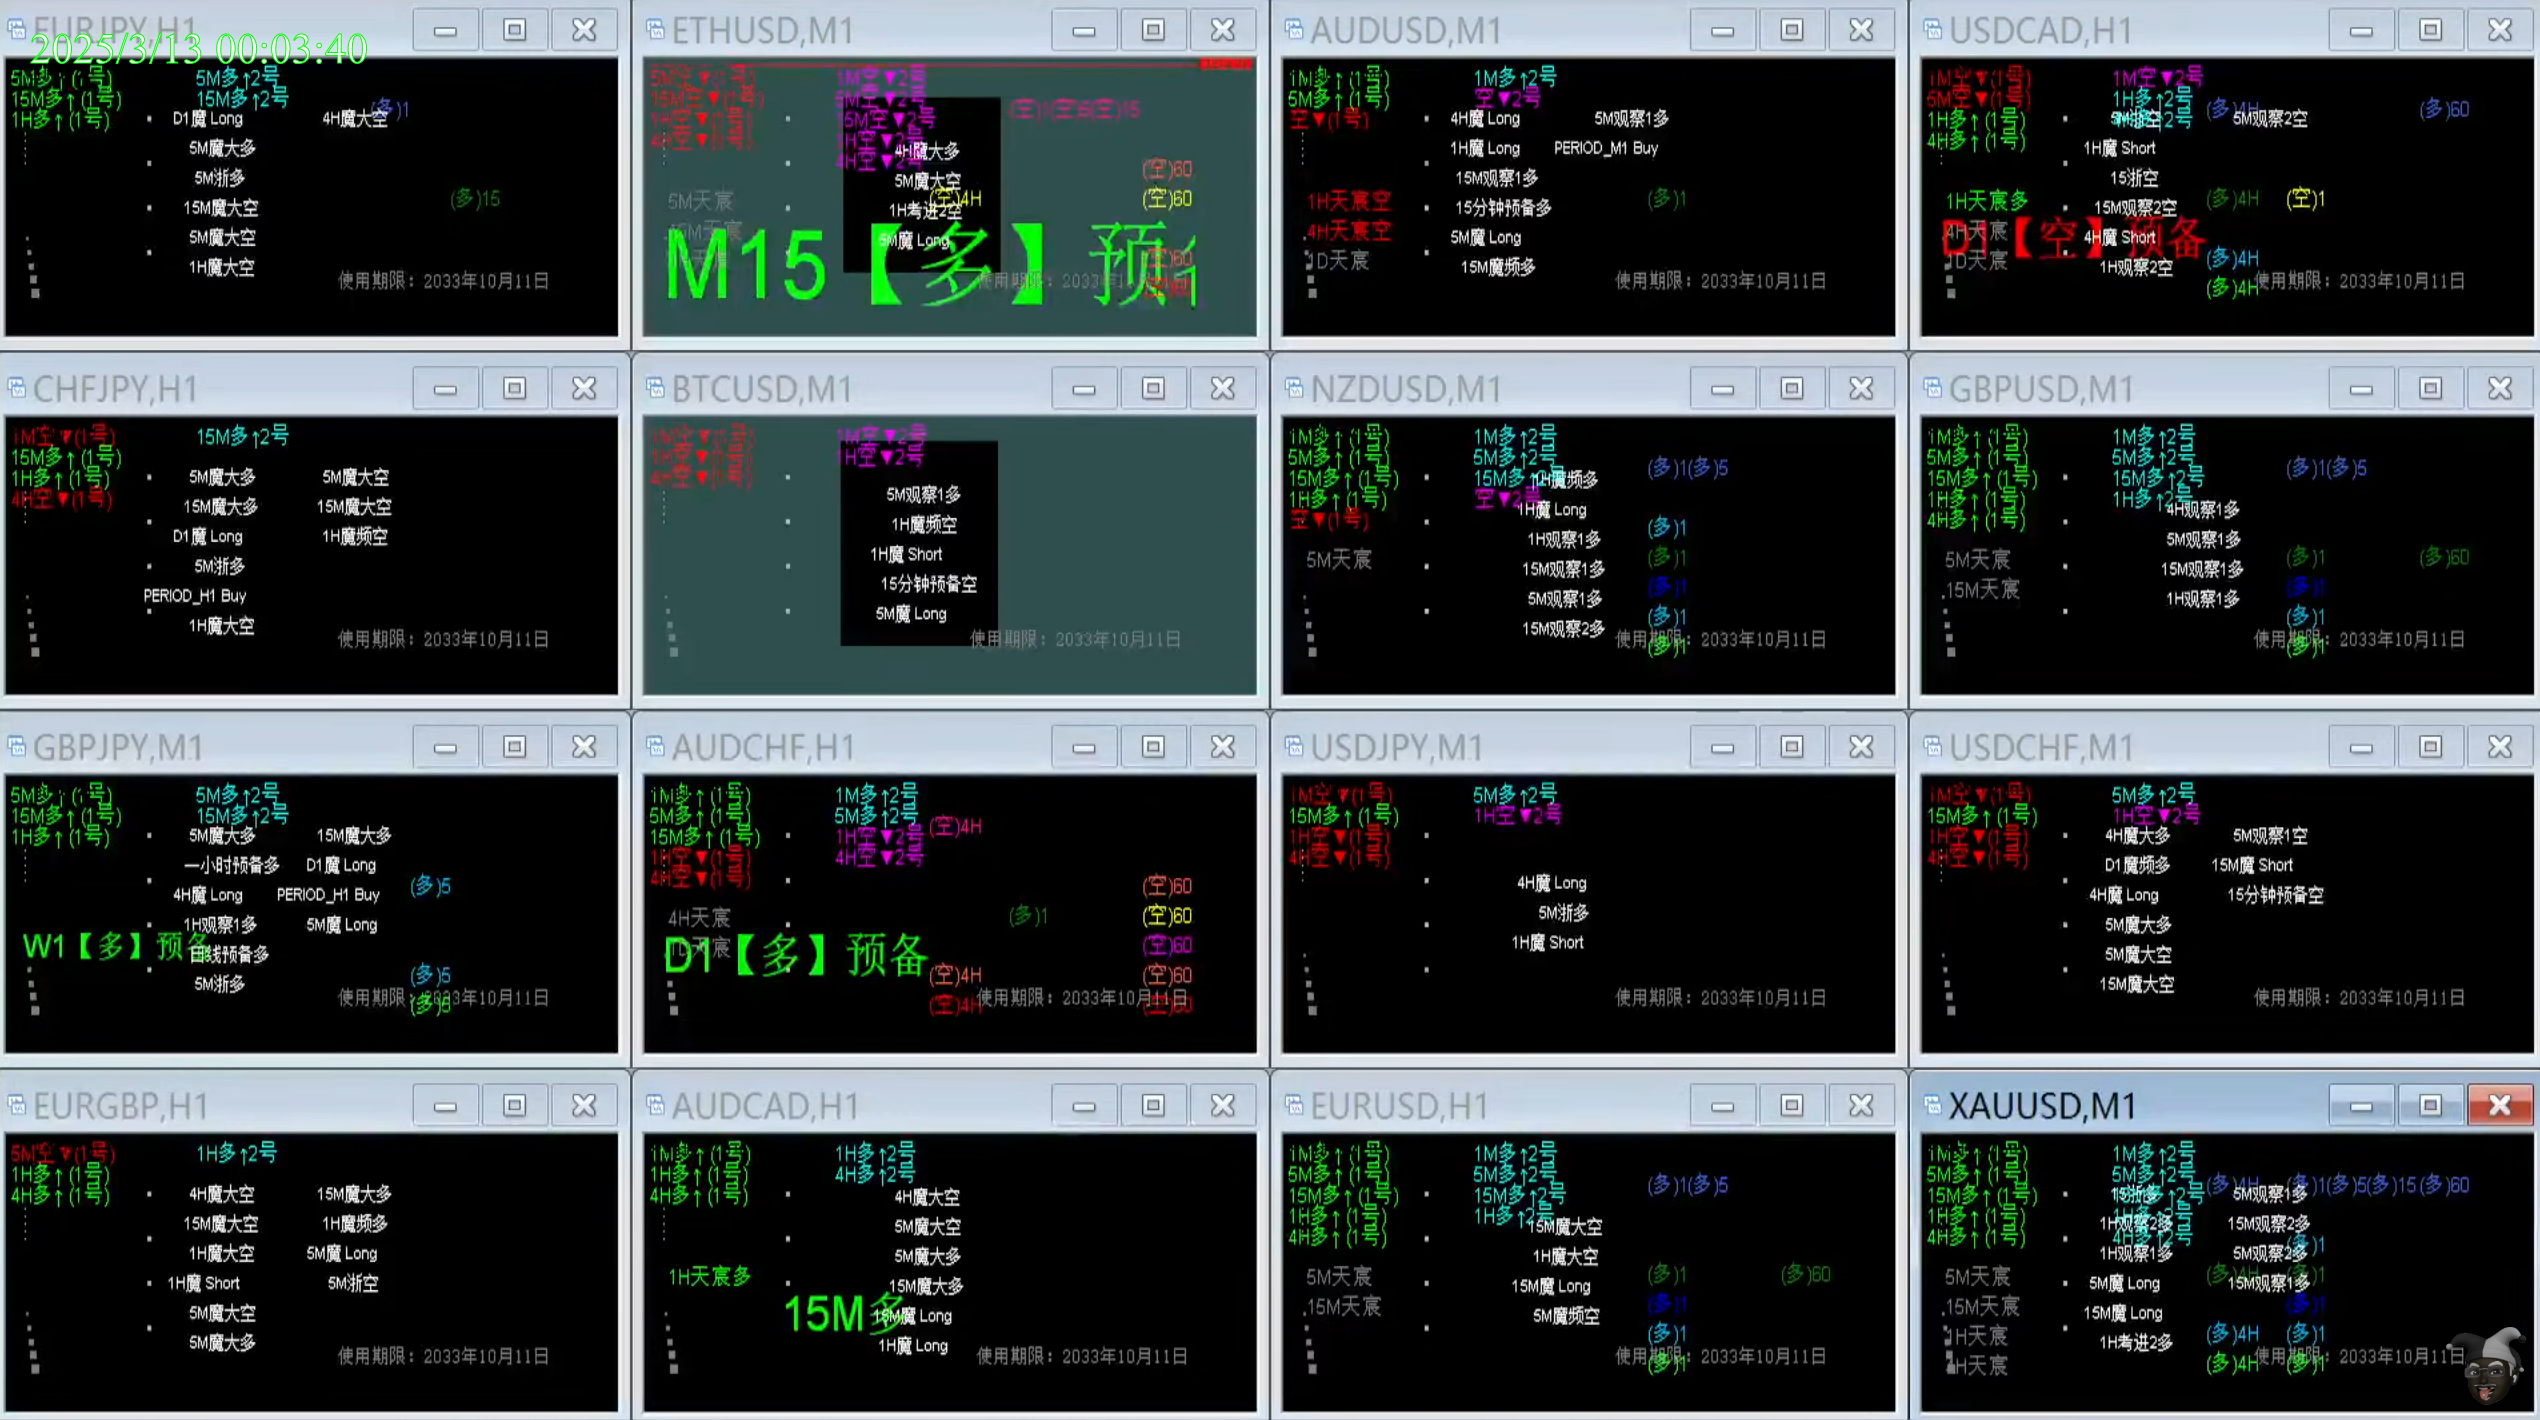 2025/3/13 00:03:40
EURJPY,H1
5M多↑(1号) 5M多↑2号
15M多↑(1号) 15M多↑2号
1H多↑(1号)
(多)1
D1魔 Long 4H魔大空
5M魔大多
5M浙多
15M魔大空
(多)15
5M魔大空
1H魔大空
使用期限：2033年10月11日
ETHUSD,M1
5M空▼(1号) 1M空▼2号
15M空▼(1号) 5M空▼2号
1H空▼(1号) 15M空▼2号
4H空▼(1号) 1H空▼2号
4H空▼2号
(空)1(空)5(空)15
4H魔大多
5M魔大空
1H考进2空
5M魔 Long
(空)60
(空)4H (空)60
5M天宸
M15【多】预
(空)60
AUDUSD,M1
1M多↑(1号) 1M多↑2号
5M多↑(1号) 空▼2号
空▼(1号)
4H魔 Long 5M观察1多
1H魔 Long PERIOD_M1 Buy
15M观察1多
1H天宸空 15分钟预备多 (多)1
4H天宸空 5M魔 Long
1D天宸 15M魔频多
使用期限：2033年10月11日
USDCAD,H1
1M空▼(1号) 1M空▼2号
5M空▼(1号) 1H多↑2号
1H多↑(1号)
4H多↑(1号)
(多)4H (多)60
5M观察2空
1H魔 Short
15浙空
1H天宸多 15M观察2空 (多)4H (空)1
4H天宸 4H魔 Short
D1【空】预备
1D天宸 1H观察2空 (多)4H
(多)4H
使用期限：2033年10月11日
CHFJPY,H1
1M空▼(1号) 15M多↑2号
15M多↑(1号)
1H多↑(1号)
4H空▼(1号)
5M魔大多 5M魔大空
15M魔大多 15M魔大空
D1魔 Long 1H魔频空
5M浙多
PERIOD_H1 Buy
1H魔大空
使用期限：2033年10月11日
BTCUSD,M1
1M空▼(1号) 1M空▼2号
1H空▼(1号) 1H空▼2号
4H空▼(1号)
5M观察1多
1H魔频空
1H魔 Short
15分钟预备空
5M魔 Long
使用期限：2033年10月11日
NZDUSD,M1
1M多↑(1号) 1M多↑2号
5M多↑(1号) 5M多↑2号
15M多↑(1号) 15M多↑2号
1H多↑(1号) 空▼2号
空▼(1号)
(多)1(多)5
1H魔频多
1H魔 Long
1H观察1多 (多)1
5M天宸 15M观察1多 (多)1
5M观察1多 (多)1
15M观察2多 (多)1
(多)1
使用期限：2033年10月11日
GBPUSD,M1
1M多↑(1号) 1M多↑2号
5M多↑(1号) 5M多↑2号
15M多↑(1号) 15M多↑2号
1H多↑(1号) 1H多↑2号
4H多↑(1号)
(多)1(多)5
4H观察1多
5M观察1多
5M天宸 15M观察1多 (多)1 (多)60
15M天宸 1H观察1多 (多)1
(多)1
(多)1
使用期限：2033年10月11日
GBPJPY,M1
5M多↑(1号) 5M多↑2号
15M多↑(1号) 15M多↑2号
1H多↑(1号)
5M魔大多 15M魔大多
一小时预备多 D1魔 Long
4H魔 Long PERIOD_H1 Buy (多)5
1H观察1多 5M魔 Long
W1【多】预备
日线预备多
5M浙多 (多)5
(多)5
使用期限：2033年10月11日
AUDCHF,H1
1M多↑(1号) 1M多↑2号
5M多↑(1号) 5M多↑2号
15M多↑(1号) 1H空▼2号
1H空▼(1号) 4H空▼2号
4H空▼(1号)
(空)4H
(空)60
4H天宸 (多)1 (空)60
1D天宸 (空)60
D1【多】预备
(空)4H (空)60
(空)4H (空)60
使用期限：2033年10月11日
USDJPY,M1
1M空▼(1号) 5M多↑2号
15M多↑(1号) 1H空▼2号
1H空▼(1号)
4H空▼(1号)
4H魔 Long
5M浙多
1H魔 Short
使用期限：2033年10月11日
USDCHF,M1
1M空▼(1号) 5M多↑2号
15M多↑(1号) 1H空▼2号
1H空▼(1号)
4H空▼(1号)
4H魔大多 5M观察1空
D1魔频多 15M魔 Short
4H魔 Long 15分钟预备空
5M魔大多
5M魔大空
15M魔大空
使用期限：2033年10月11日
EURGBP,H1
5M空▼(1号) 1H多↑2号
1H多↑(1号)
4H多↑(1号)
4H魔大空 15M魔大多
15M魔大空 1H魔频多
1H魔大空 5M魔 Long
1H魔 Short 5M浙空
5M魔大空
5M魔大多
使用期限：2033年10月11日
AUDCAD,H1
1M多↑(1号) 1H多↑2号
1H多↑(1号) 4H多↑2号
4H多↑(1号)
4H魔大空
5M魔大空
5M魔大多
1H天宸多 15M魔大多
15M多
15M魔 Long
1H魔 Long
使用期限：2033年10月11日
EURUSD,H1
1M多↑(1号) 1M多↑2号
5M多↑(1号) 5M多↑2号
15M多↑(1号) 15M多↑2号
1H多↑(1号) 1H多↑2号
4H多↑(1号)
(多)1(多)5
15M魔大空
1H魔大空
5M天宸 15M魔 Long (多)1 (多)60
15M天宸 5M魔频空 (多)1
(多)1
(多)1
使用期限：2033年10月11日
XAUUSD,M1
1M多↑(1号) 1M多↑2号
5M多↑(1号) 5M多↑2号
15M多↑(1号)
1H多↑(1号)
4H多↑(1号) 4H多↑2号
(多)4H (多)1(多)5(多)15(多)60
5M观察1多
1H观察2多 15M观察2多
1H观察1多 5M观察2多
5M天宸 5M魔 Long (多)4H 15M观察1多
15M天宸 15M魔 Long (多)1
1H天宸 1H考进2多 (多)4H (多)1
4H天宸 (多)4H (多)1
使用期限：2033年10月11日